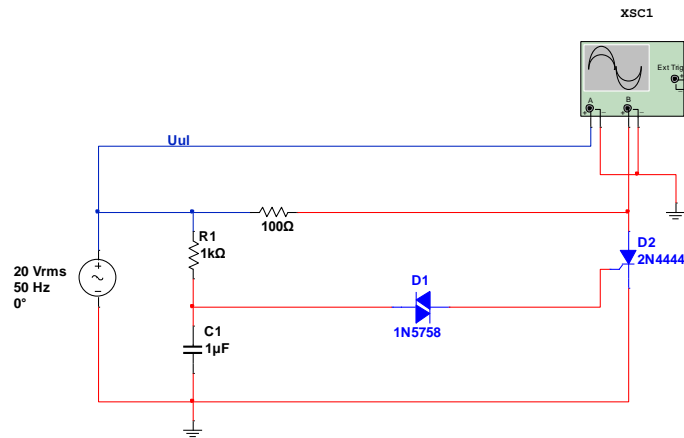 XSC1
Ext Trig
+
_
A
B
+
_
+
_
Uul
R1
1kΩ
100Ω
D2
2N4444
20 Vrms
50 Hz
0°
D1
1N5758
C1
1µF